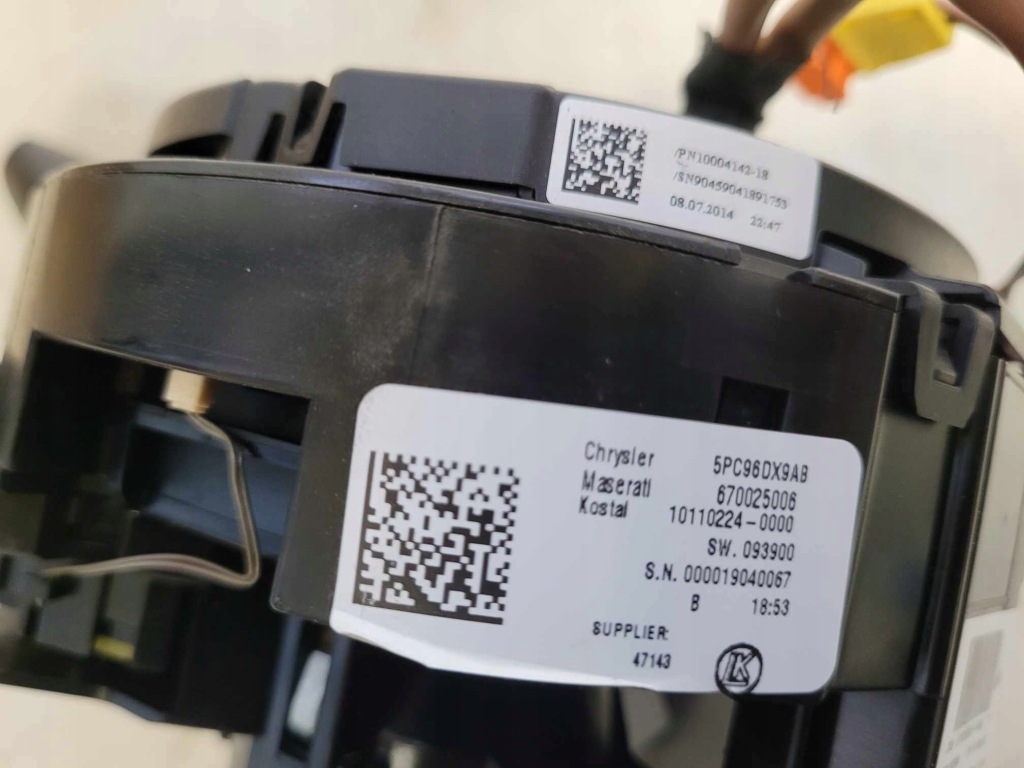 /PN10004142-18
/SN90459041891753
08.07.2014 22:47
Chrysler 5PC96DX9AB
Maserati 670025006
Kostal 10110224-0000
SW. 093900
S.N. 000019040067
B 18:53
SUPPLIER:
47143
LK